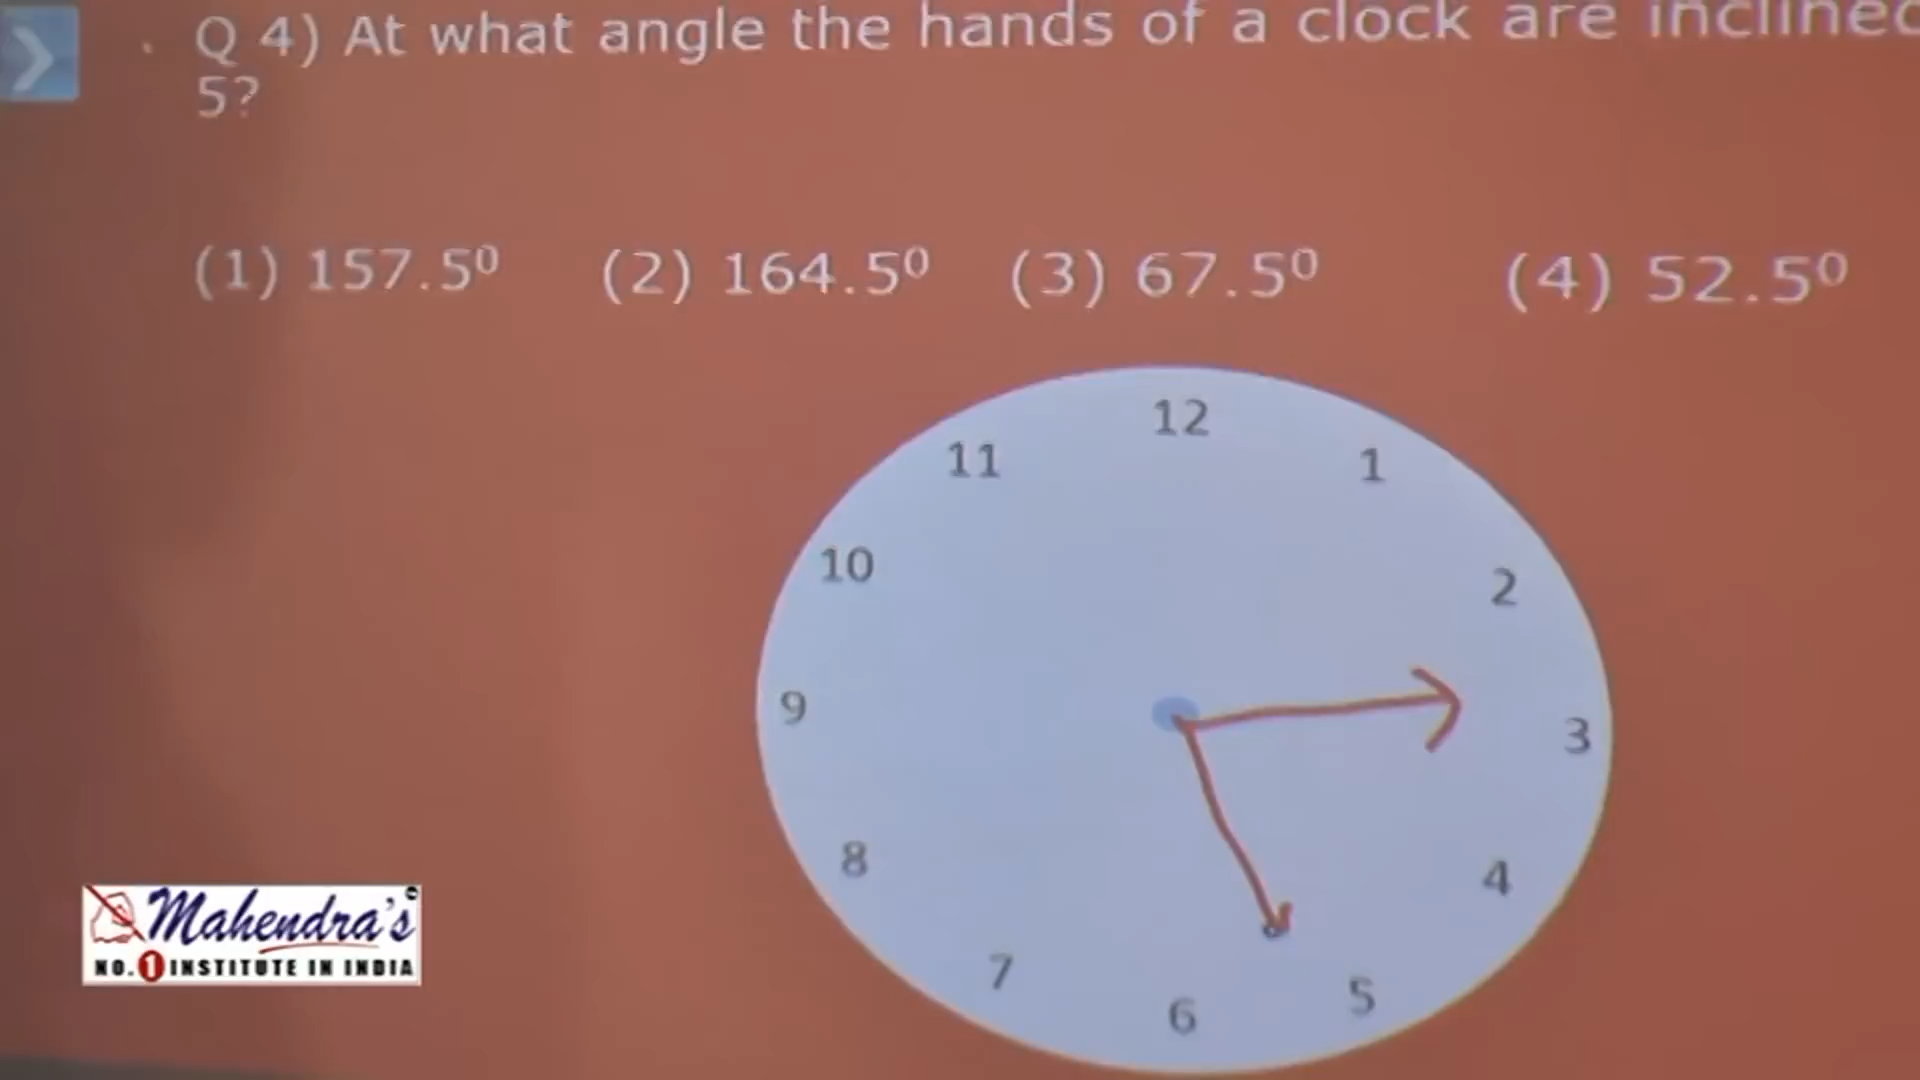 Q 4) At what angle the hands of a clock are inclined
5?
(1) 157.5⁰ (2) 164.5⁰ (3) 67.5⁰ (4) 52.5⁰
12
11 1
10 2
9 3
8 4
7 5
6
Mahendra's
NO.1 INSTITUTE IN INDIA